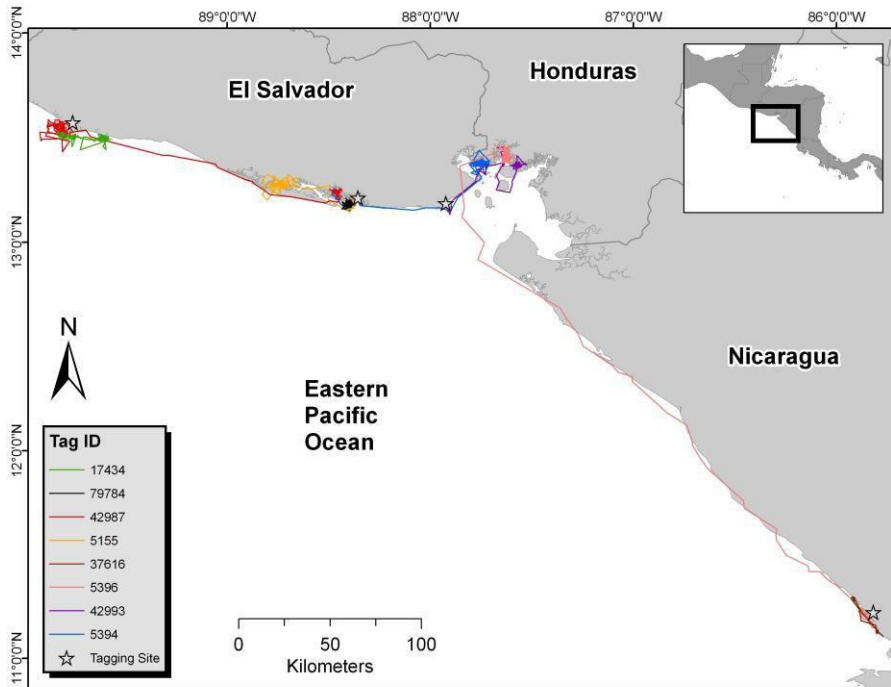 89°0'0"W
88°0'0"W
87°0'0"W
86°0'0"W
14°0'0"N
13°0'0"N
12°0'0"N
11°0'0"N
El Salvador
Honduras
Nicaragua
Eastern
Pacific
Ocean
N
Tag ID
17434
79784
42987
5155
37616
5396
42993
5394
Tagging Site
0
50
100
Kilometers